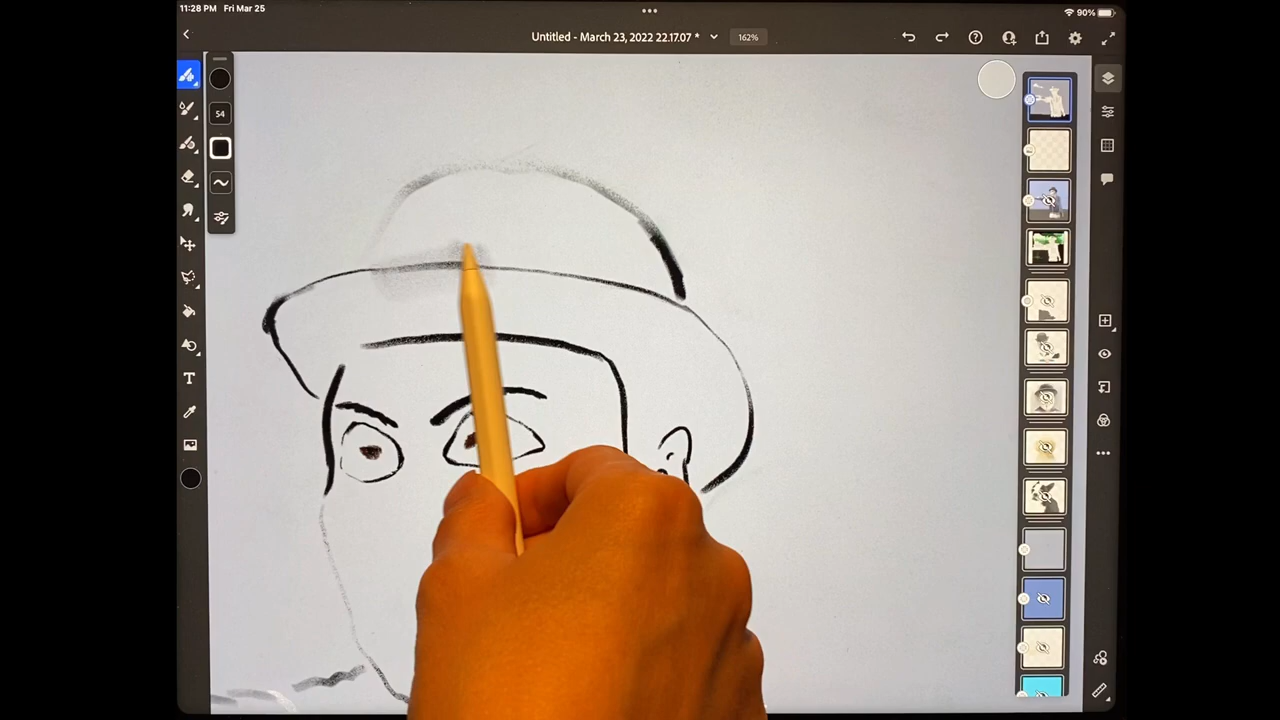 11:28 PM Fri Mar 25
90%
Untitled - March 23, 2022 22.17.07 *
162%
54
T